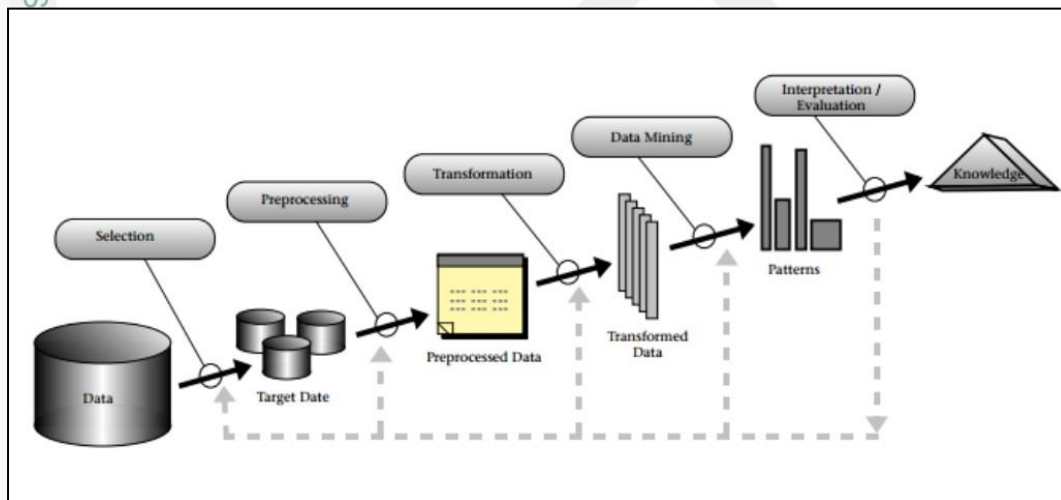 Interpretation /
Evaluation
Data Mining
Transformation
Knowledge
Preprocessing
Selection
Patterns
Transformed
Data
Preprocessed Data
Target Date
Data